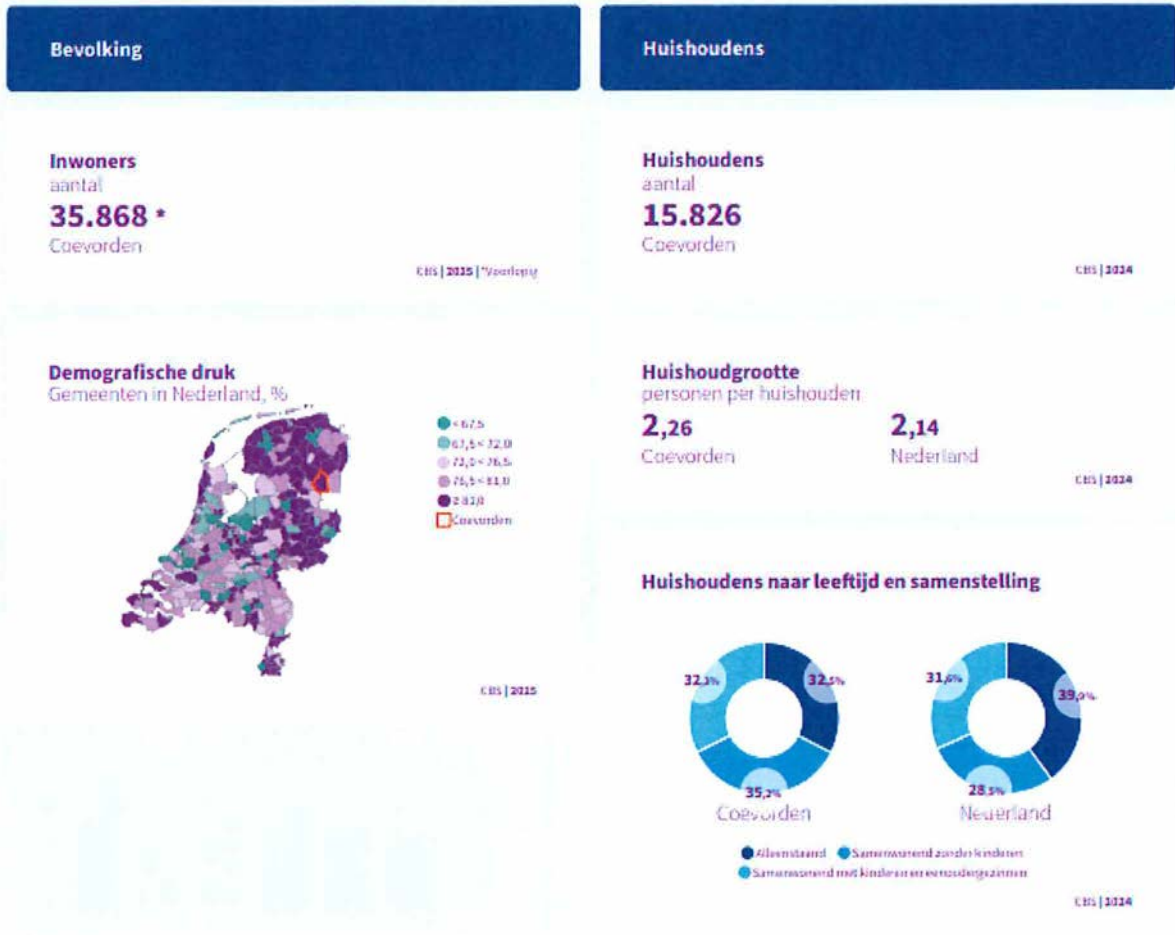 Bevolking
Inwoners
aantal
35.868 *
Coevorden
CBS | 2025 | *Voorlopig
Demografische druk
Gemeenten in Nederland, %
< 67,5
67,5 < 72,0
72,0 < 76,5
76,5 < 81,0
≥ 81,0
Coevorden
CBS | 2025
Huishoudens
Huishoudens
aantal
15.826
Coevorden
CBS | 2024
Huishoudgrootte
personen per huishouden
2,26
Coevorden
2,14
Nederland
CBS | 2024
Huishoudens naar leeftijd en samenstelling
32,3%
32,5%
35,2%
Coevorden
31,6%
39,9%
28,5%
Nederland
Alleenstaand
Samenwonend zonder kinderen
Samenwonend met kinderen en eenoudergezinnen
CBS | 2024